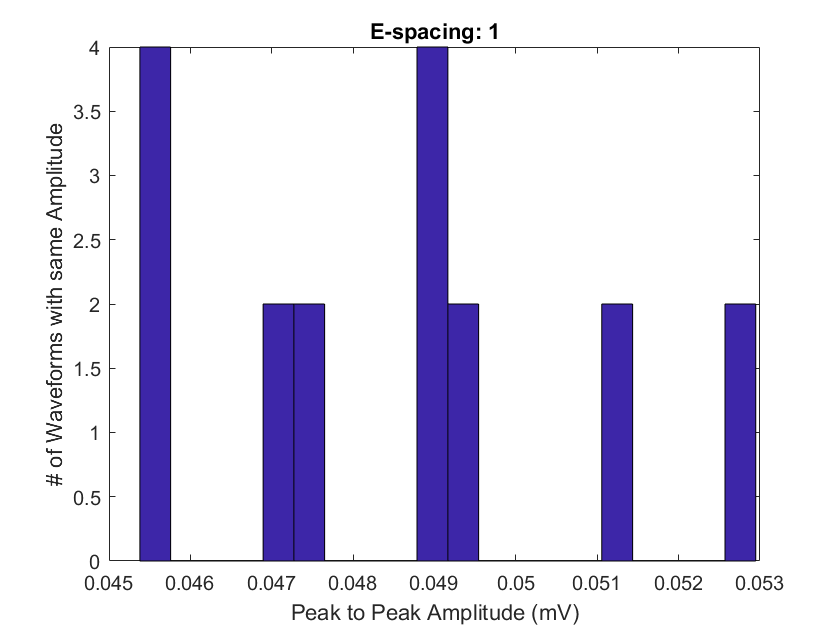 E-spacing: 1
# of Waveforms with same Amplitude
4
3.5
3
2.5
2
1.5
1
0.5
0
0.045 0.046 0.047 0.048 0.049 0.05 0.051 0.052 0.053
Peak to Peak Amplitude (mV)